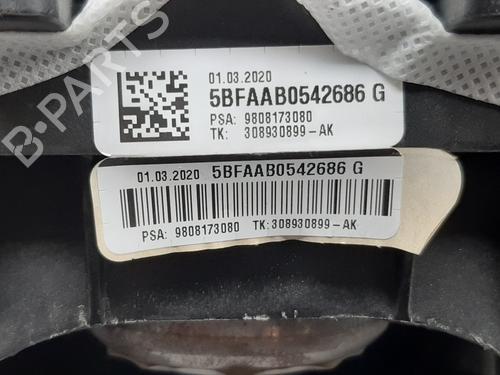 B-PARTS
01.03.2020
5BFAAB0542686 G
PSA: 9808173080
TK: 308930899-AK
01.03.2020 5BFAAB0542686 G
PSA: 9808173080 TK:308930899-AK